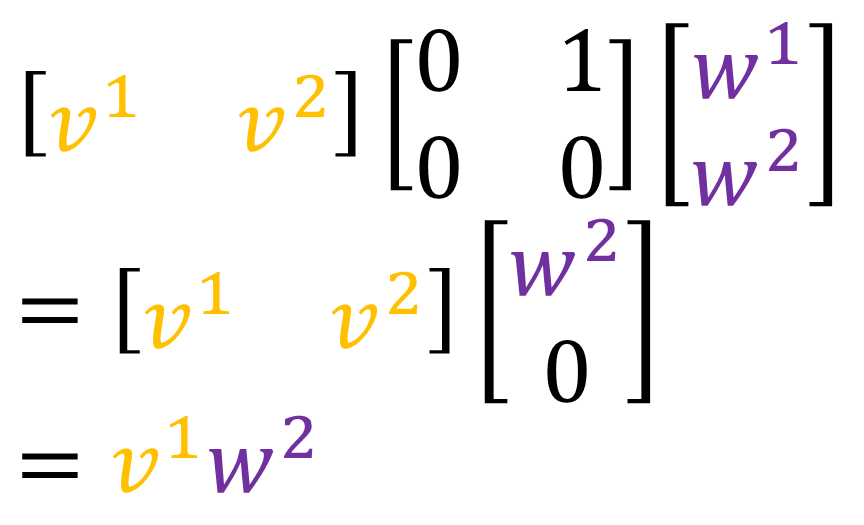 [v¹ v²] [0 1; 0 0] [w¹; w²]
= [v¹ v²] [w²; 0]
= v¹w²